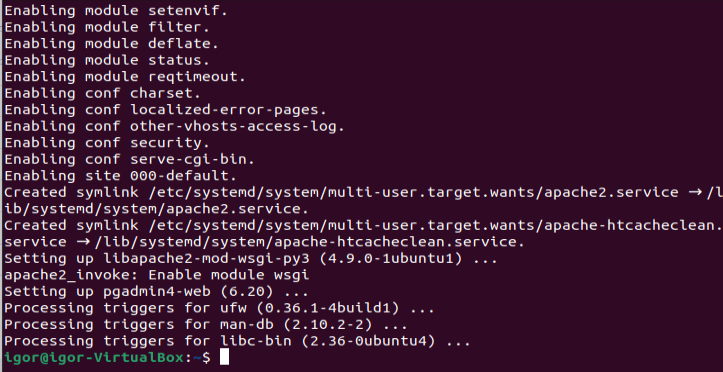 Enabling module setenvif.
Enabling module filter.
Enabling module deflate.
Enabling module status.
Enabling module reqtimeout.
Enabling conf charset.
Enabling conf localized-error-pages.
Enabling conf other-vhosts-access-log.
Enabling conf security.
Enabling conf serve-cgi-bin.
Enabling site 000-default.
Created symlink /etc/systemd/system/multi-user.target.wants/apache2.service → /l
ib/systemd/system/apache2.service.
Created symlink /etc/systemd/system/multi-user.target.wants/apache-htcacheclean.
service → /lib/systemd/system/apache-htcacheclean.service.
Setting up libapache2-mod-wsgi-py3 (4.9.0-1ubuntu1) ...
apache2_invoke: Enable module wsgi
Setting up pgadmin4-web (6.20) ...
Processing triggers for ufw (0.36.1-4build1) ...
Processing triggers for man-db (2.10.2-2) ...
Processing triggers for libc-bin (2.36-0ubuntu4) ...
igor@igor-VirtualBox:~$